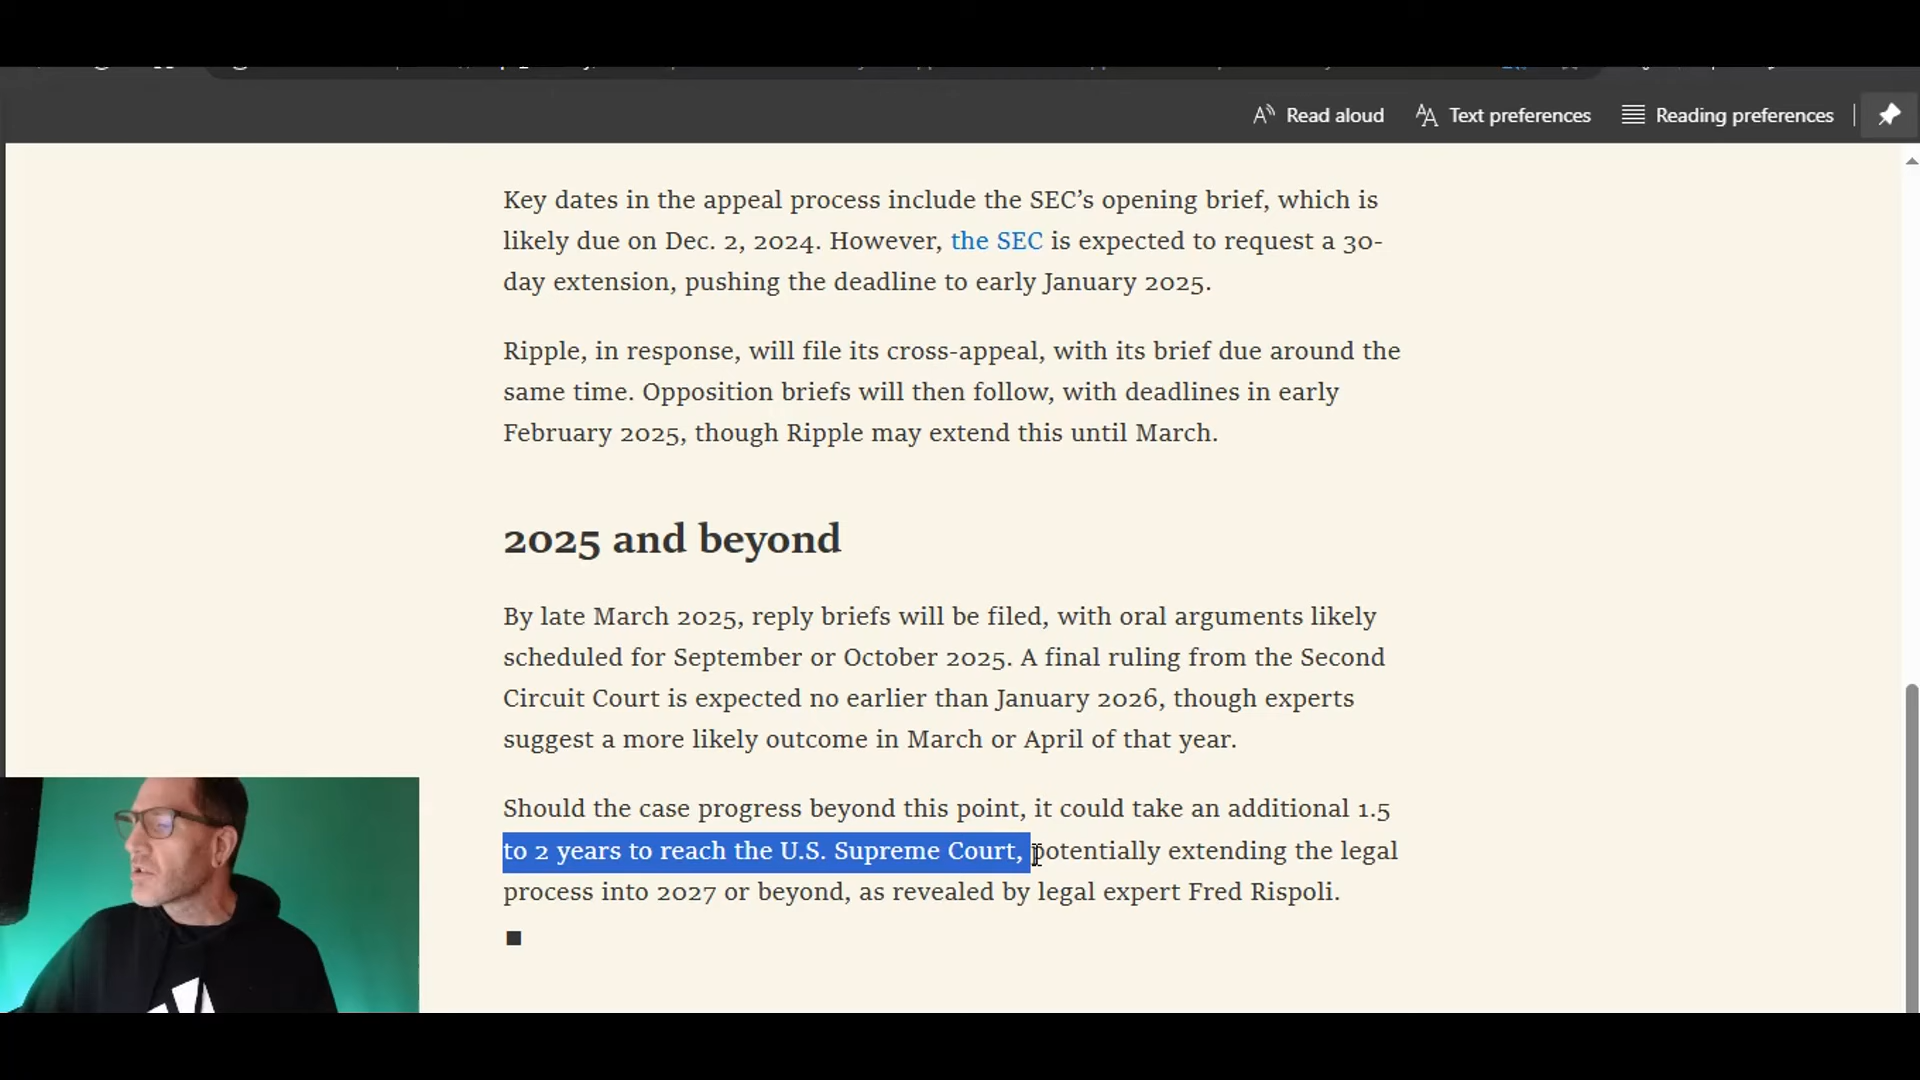 Read aloud
Text preferences
Reading preferences
Key dates in the appeal process include the SEC’s opening brief, which is
likely due on Dec. 2, 2024. However, the SEC is expected to request a 30-
day extension, pushing the deadline to early January 2025.
Ripple, in response, will file its cross-appeal, with its brief due around the
same time. Opposition briefs will then follow, with deadlines in early
February 2025, though Ripple may extend this until March.
2025 and beyond
By late March 2025, reply briefs will be filed, with oral arguments likely
scheduled for September or October 2025. A final ruling from the Second
Circuit Court is expected no earlier than January 2026, though experts
suggest a more likely outcome in March or April of that year.
Should the case progress beyond this point, it could take an additional 1.5
to 2 years to reach the U.S. Supreme Court, potentially extending the legal
process into 2027 or beyond, as revealed by legal expert Fred Rispoli.